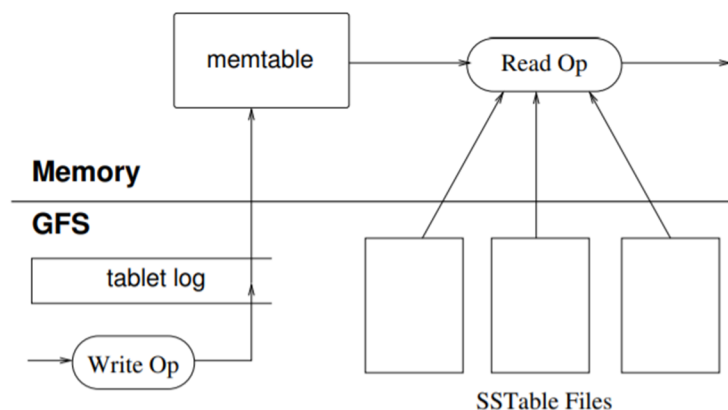 memtable
Read Op
Memory
GFS
tablet log
Write Op
SSTable Files